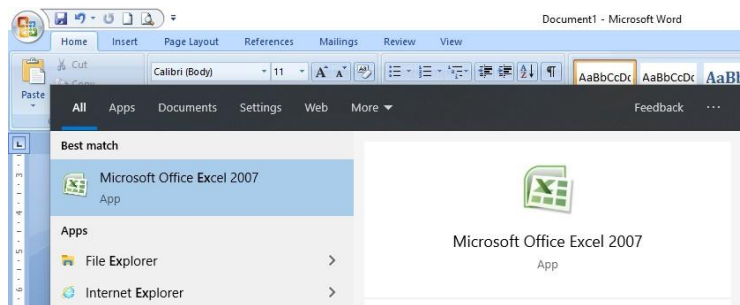 Document1 - Microsoft Word
Home Insert Page Layout References Mailings Review View
Cut
Calibri (Body) 11 A A
Copy
Paste
AaBbCcDc AaBbCcDc AaBl
All Apps Documents Settings Web More Feedback ...
Best match
Microsoft Office Excel 2007
App
Apps
File Explorer
Internet Explorer
Microsoft Office Excel 2007
App